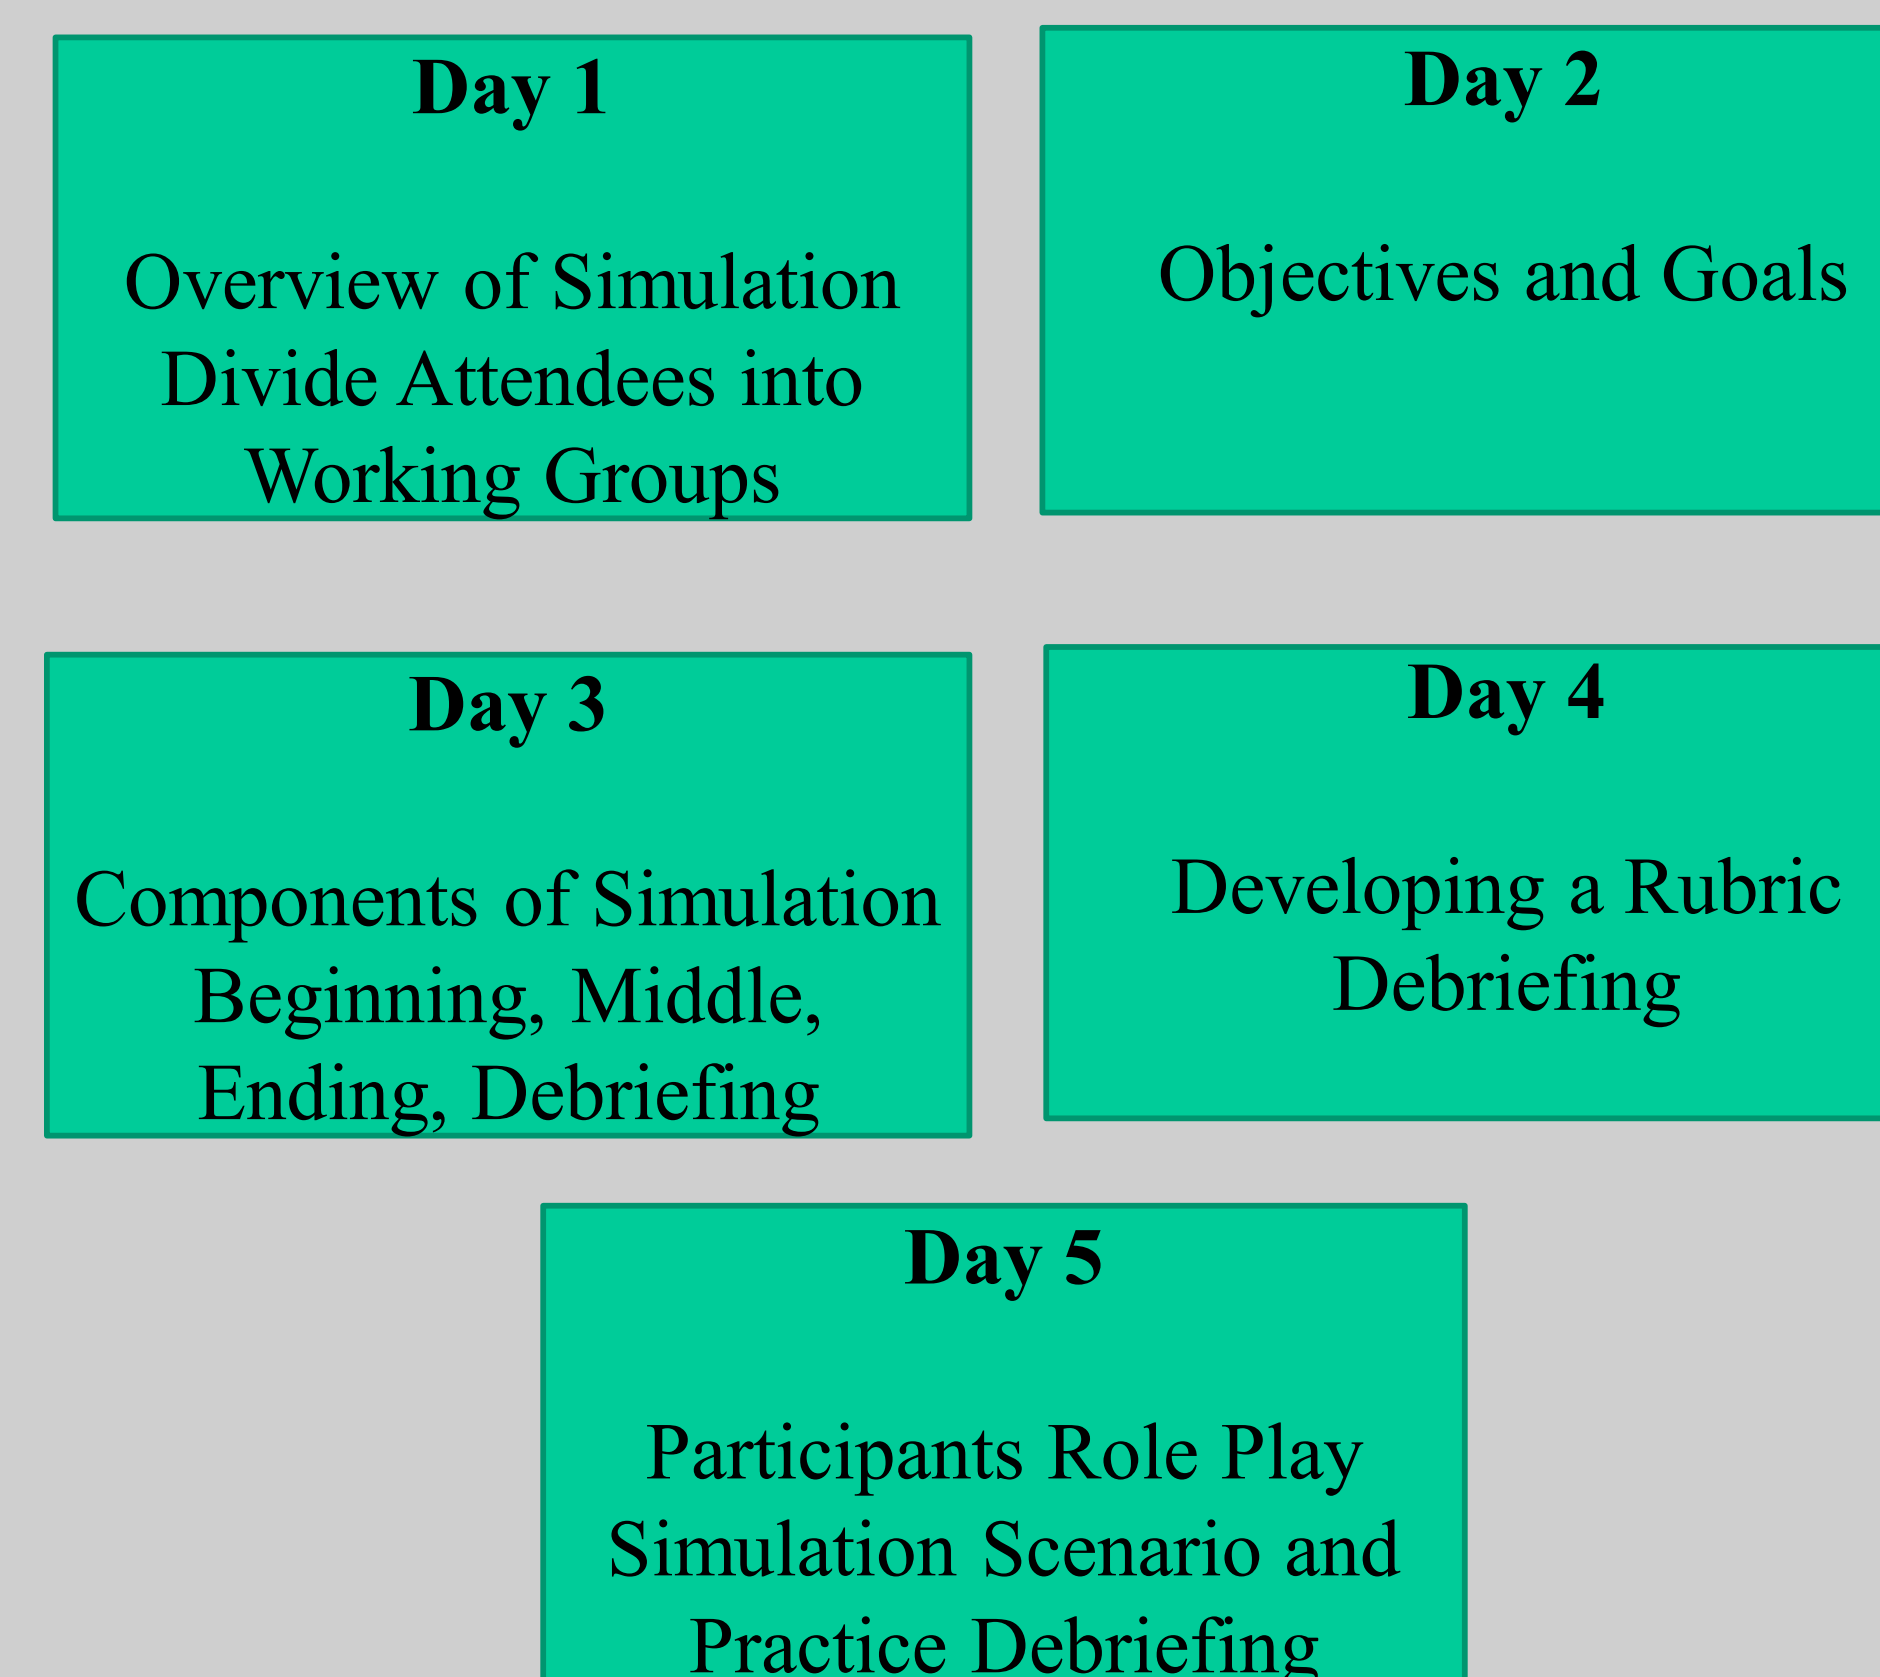 Day 1
Overview of Simulation
Divide Attendees into
Working Groups
Day 2
Objectives and Goals
Day 3
Components of Simulation
Beginning, Middle,
Ending, Debriefing
Day 4
Developing a Rubric
Debriefing
Day 5
Participants Role Play
Simulation Scenario and
Practice Debriefing